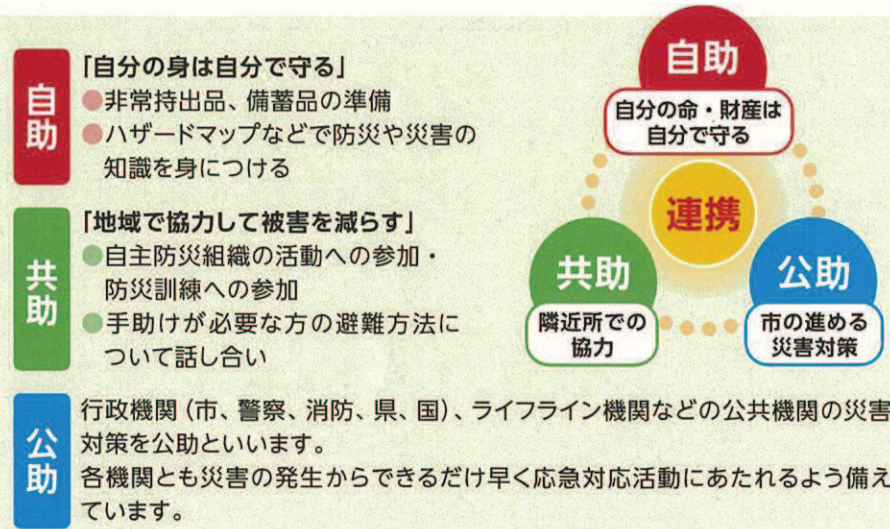 自助
「自分の身は自分で守る」
●非常持出品、備蓄品の準備
●ハザードマップなどで防災や災害の
知識を身につける
共助
「地域で協力して被害を減らす」
●自主防災組織の活動への参加・
防災訓練への参加
●手助けが必要な方の避難方法に
ついて話し合い
自助
自分の命・財産は
自分で守る
連携
共助
隣近所での
協力
公助
市の進める
災害対策
公助
行政機関（市、警察、消防、県、国）、ライフライン機関などの公共機関の災害
対策を公助といいます。
各機関とも災害の発生からできるだけ早く応急対応活動にあたれるよう備え
ています。